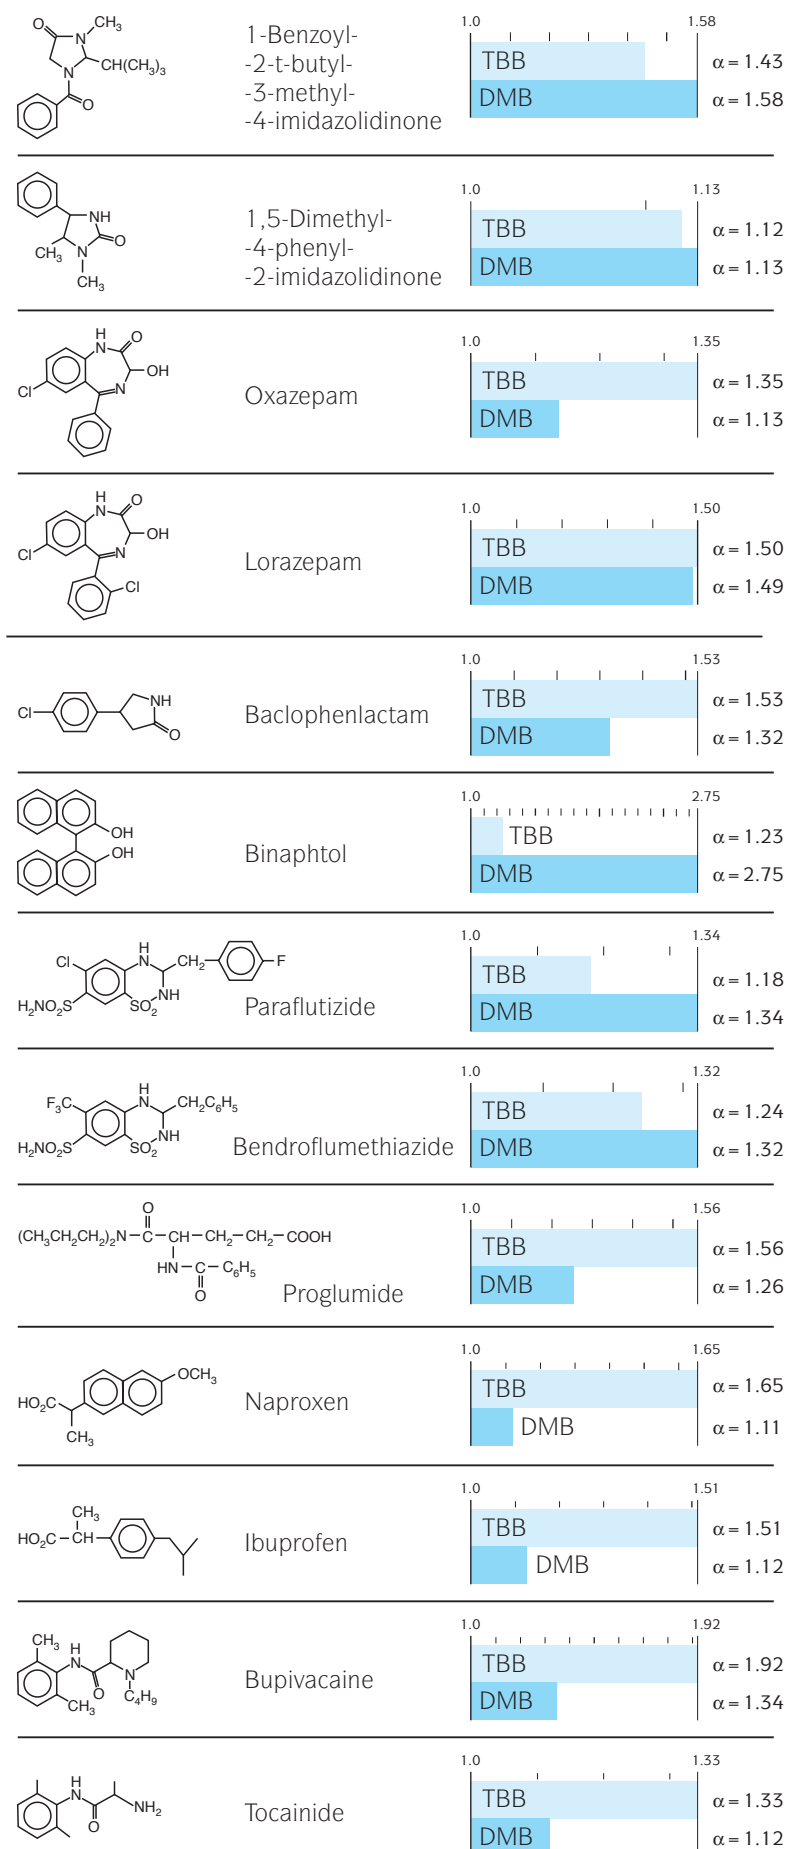 O
CH3
N
N
CH(CH3)3
O
1-Benzoyl-
-2-t-butyl-
-3-methyl-
-4-imidazolidinone
1.0 1.58
TBB α = 1.43
DMB α = 1.58
NH
CH3
N
O
CH3
1,5-Dimethyl-
-4-phenyl-
-2-imidazolidinone
1.0 1.13
TBB α = 1.12
DMB α = 1.13
H
N
O
OH
Cl
N
Oxazepam
1.0 1.35
TBB α = 1.35
DMB α = 1.13
H
N
O
OH
Cl
N
Cl
Lorazepam
1.0 1.50
TBB α = 1.50
DMB α = 1.49
Cl
NH
O
Baclophenlactam
1.0 1.53
TBB α = 1.53
DMB α = 1.32
OH
OH
Binaphtol
1.0 2.75
TBB α = 1.23
DMB α = 2.75
H
Cl
N
CH2
F
NH
H2NO2S
SO2
Paraflutizide
1.0 1.34
TBB α = 1.18
DMB α = 1.34
H
F3C
N
CH2C6H5
NH
H2NO2S
SO2
Bendroflumethiazide
1.0 1.32
TBB α = 1.24
DMB α = 1.32
O
(CH3CH2CH2)2N–C–CH–CH2–CH2–COOH
HN–C–C6H5
O
Proglumide
1.0 1.56
TBB α = 1.56
DMB α = 1.26
OCH3
HO2C
CH3
Naproxen
1.0 1.65
TBB α = 1.65
DMB α = 1.11
CH3
HO2C–CH
Ibuprofen
1.0 1.51
TBB α = 1.51
DMB α = 1.12
CH3
H
N
N
O
C4H9
CH3
Bupivacaine
1.0 1.92
TBB α = 1.92
DMB α = 1.34
H
N
NH2
O
Tocainide
1.0 1.33
TBB α = 1.33
DMB α = 1.12